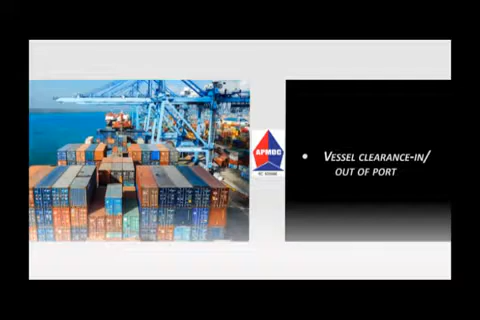 APMDC
• VESSEL CLEARANCE-IN/
OUT OF PORT